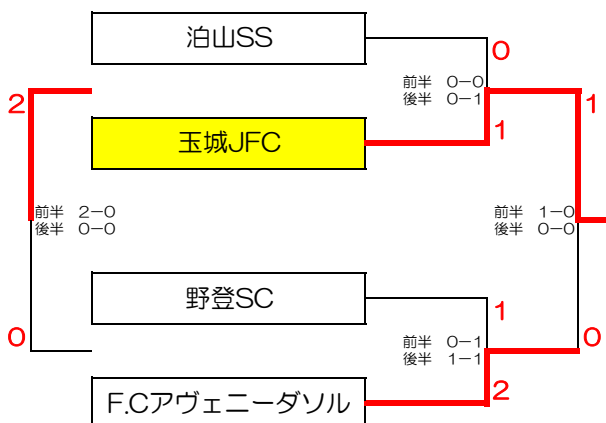 泊山SS
0
前半 0-0
後半 0-1
2
1
玉城JFC
1
前半 2-0
後半 0-0
前半 1-0
後半 0-0
野登SC
1
前半 0-1
後半 1-1
0
0
2
F.Cアヴェニーダソル